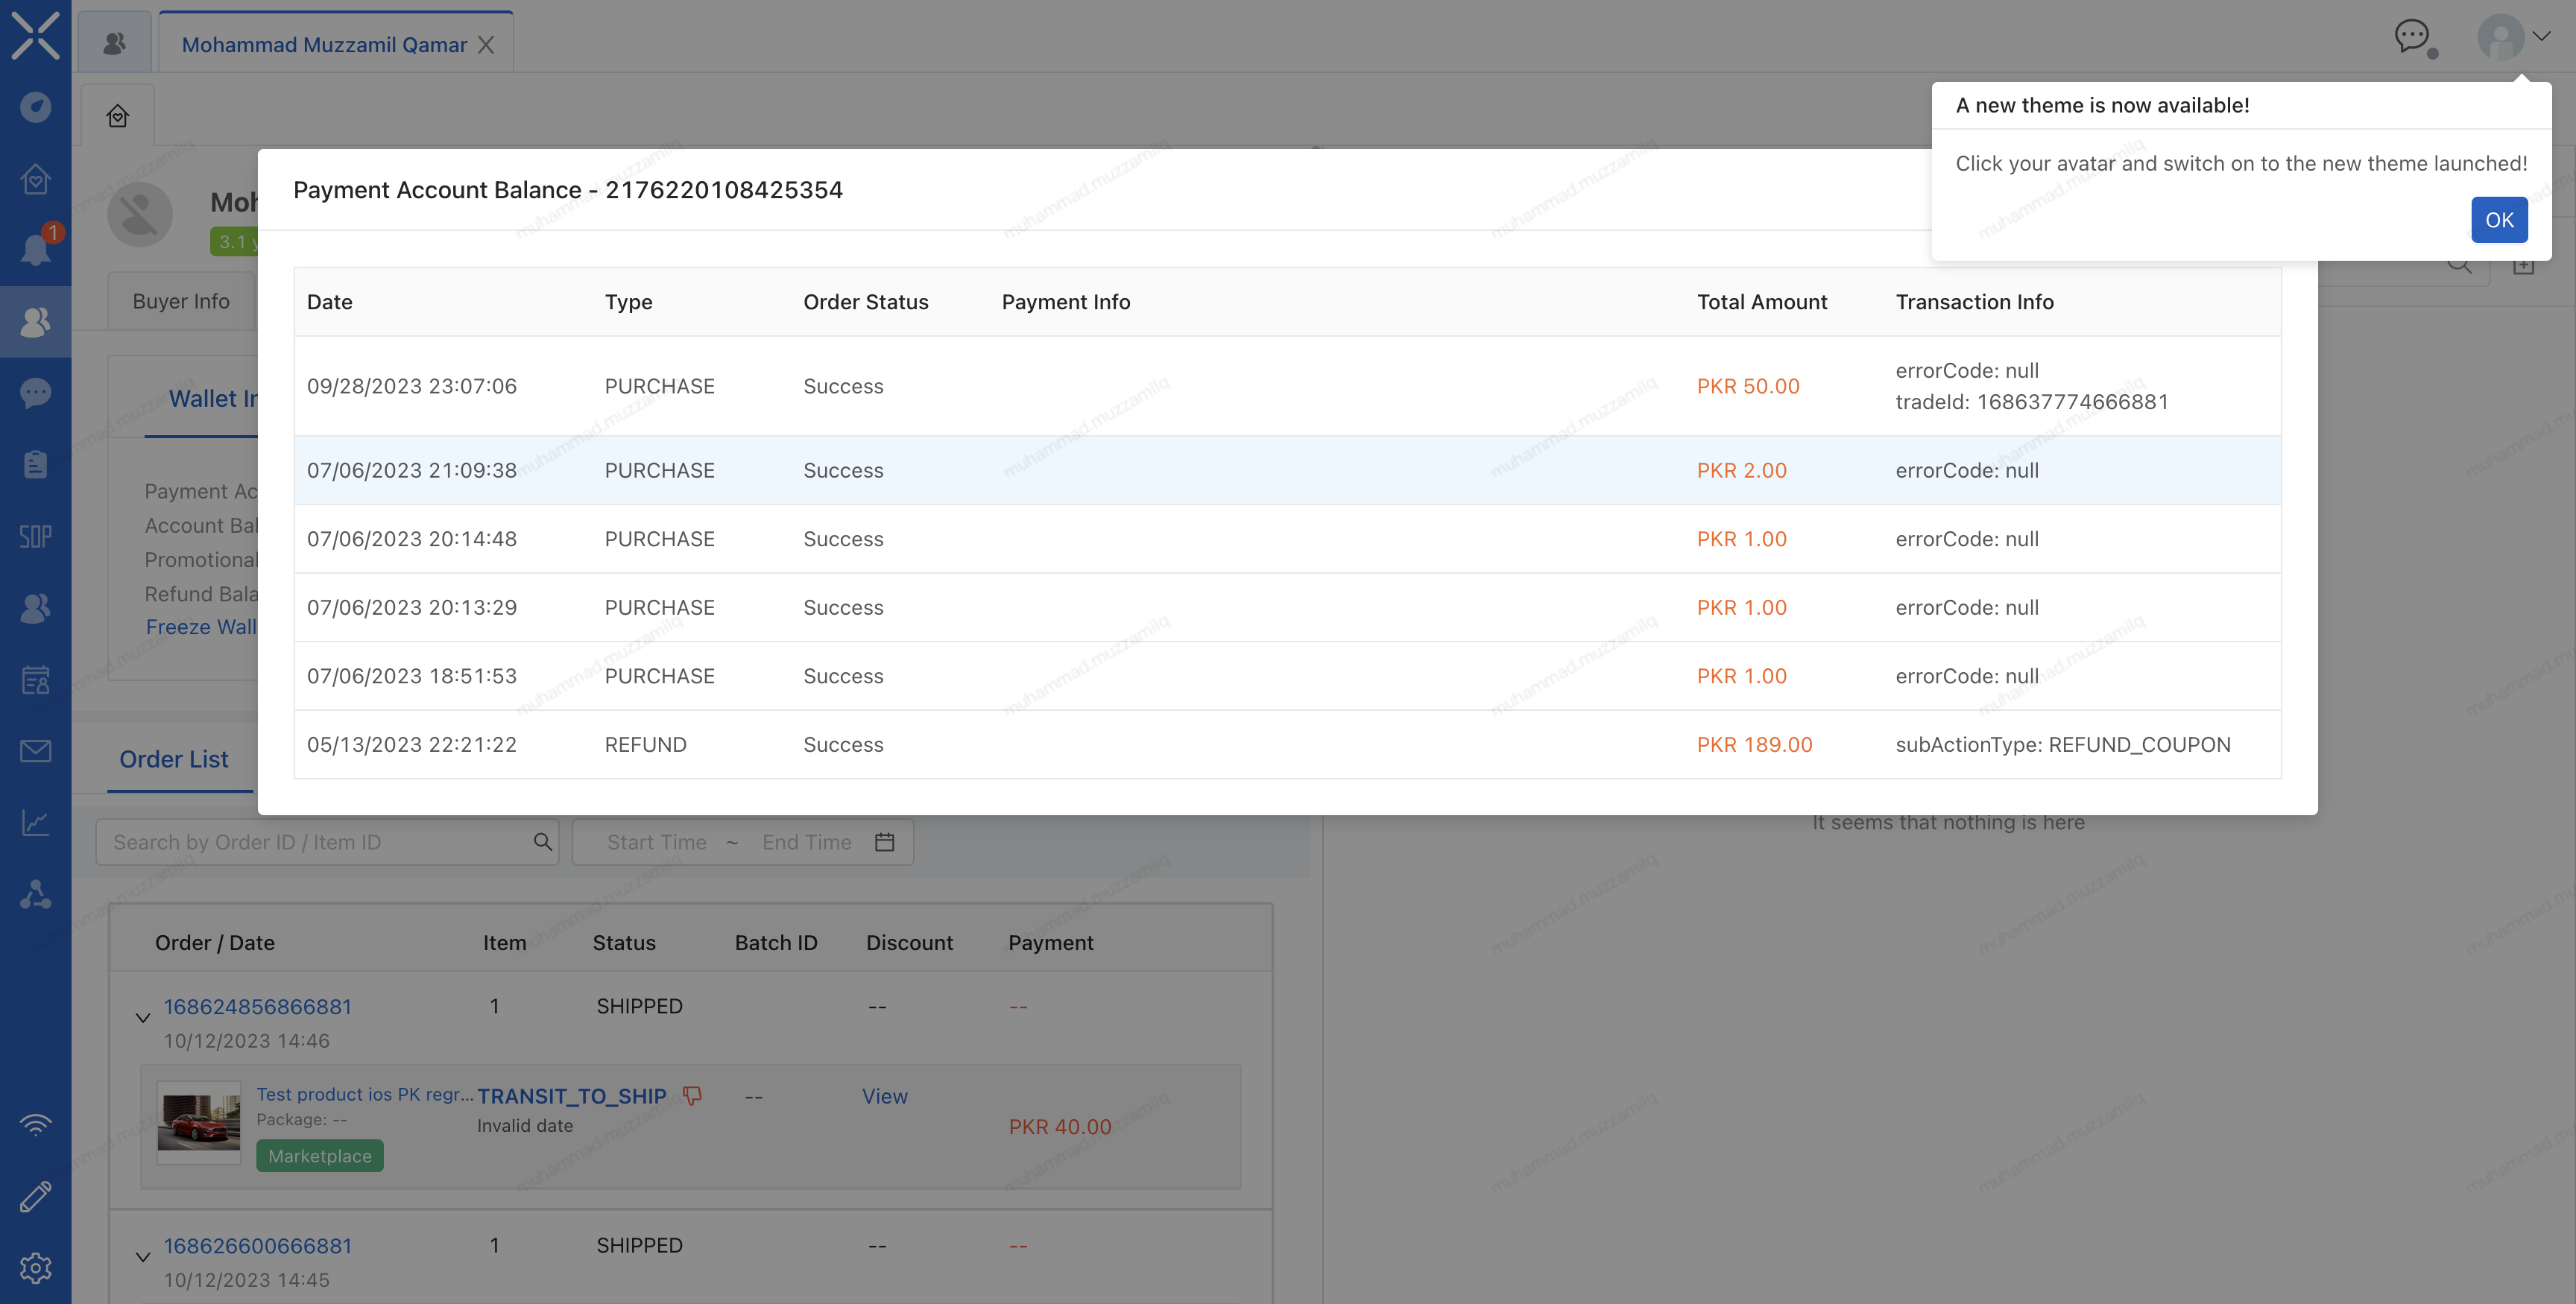 Mohammad Muzzamil Qamar
A new theme is now available!
Click your avatar and switch on to the new theme launched!
OK
1
Moh
3.1 y
Buyer Info
Wallet In
Payment Ac
Account Bal
Promotional
Refund Bala
Freeze Wall
SOP
Payment Account Balance - 2176220108425354
Date Type Order Status Payment Info Total Amount Transaction Info
09/28/2023 23:07:06 PURCHASE Success PKR 50.00 errorCode: null
tradeId: 168637774666881
07/06/2023 21:09:38 PURCHASE Success PKR 2.00 errorCode: null
07/06/2023 20:14:48 PURCHASE Success PKR 1.00 errorCode: null
07/06/2023 20:13:29 PURCHASE Success PKR 1.00 errorCode: null
07/06/2023 18:51:53 PURCHASE Success PKR 1.00 errorCode: null
05/13/2023 22:21:22 REFUND Success PKR 189.00 subActionType: REFUND_COUPON
muhammad.muzzamilq
It seems that nothing is here
Order List
Search by Order ID / Item ID Start Time ~ End Time
Order / Date Item Status Batch ID Discount Payment
168624856866881 1 SHIPPED -- --
10/12/2023 14:46
Test product ios PK regr... TRANSIT_TO_SHIP -- View
Package: --
Invalid date
PKR 40.00
Marketplace
168626600666881 1 SHIPPED -- --
10/12/2023 14:45